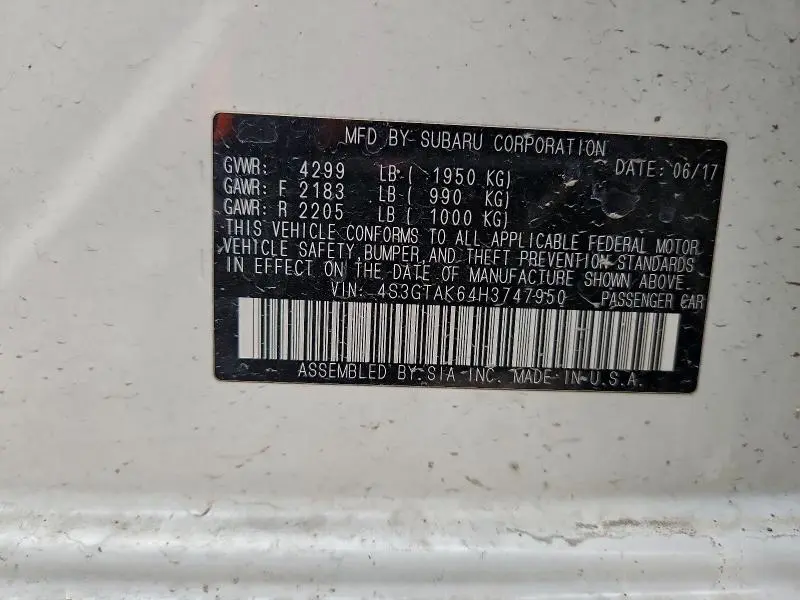 MFD BY SUBARU CORPORATION
GVWR: 4299 LB ( 1950 KG) DATE: 06/17
GAWR: F 2183 LB ( 990 KG)
GAWR: R 2205 LB ( 1000 KG)
THIS VEHICLE CONFORMS TO ALL APPLICABLE FEDERAL MOTOR
VEHICLE SAFETY, BUMPER, AND THEFT PREVENTION STANDARDS
IN EFFECT ON THE DATE OF MANUFACTURE SHOWN ABOVE
VIN: 4S3GTAK64H3747950 PASSENGER CAR
ASSEMBLED BY SIA INC. MADE IN U.S.A.